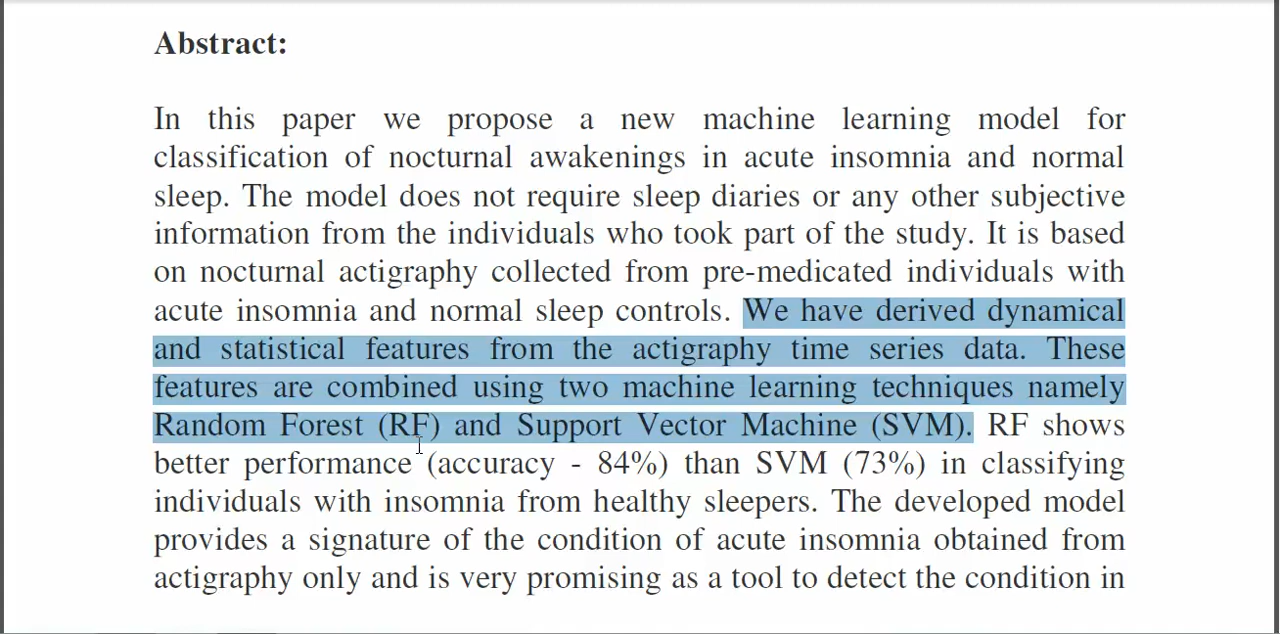 Abstract:
In this paper we propose a new machine learning model for
classification of nocturnal awakenings in acute insomnia and normal
sleep. The model does not require sleep diaries or any other subjective
information from the individuals who took part of the study. It is based
on nocturnal actigraphy collected from pre-medicated individuals with
acute insomnia and normal sleep controls. We have derived dynamical
and statistical features from the actigraphy time series data. These
features are combined using two machine learning techniques namely
Random Forest (RF) and Support Vector Machine (SVM). RF shows
better performance (accuracy - 84%) than SVM (73%) in classifying
individuals with insomnia from healthy sleepers. The developed model
provides a signature of the condition of acute insomnia obtained from
actigraphy only and is very promising as a tool to detect the condition in